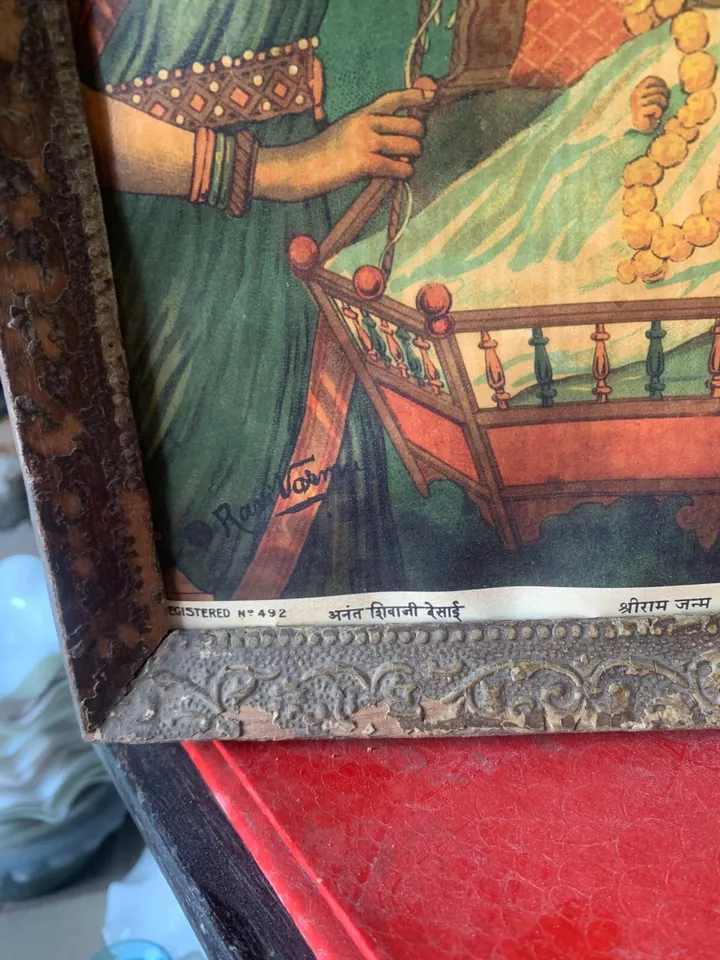 Ravi Varma
EGISTERED Nº 492 अनंत शिवाजी देसाई श्रीराम जन्म